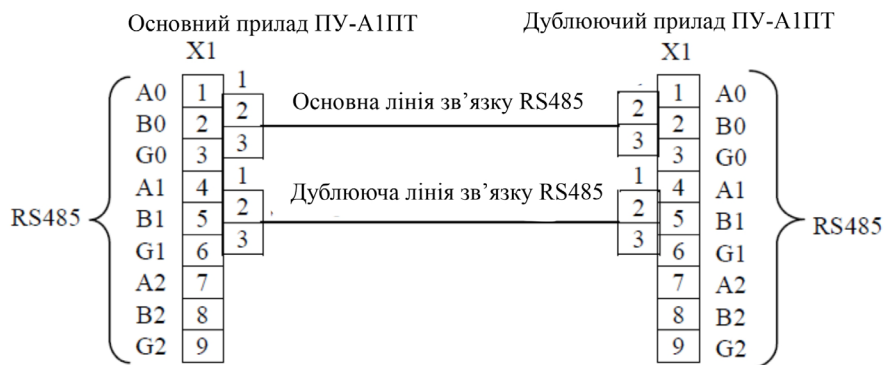 Основний прилад ПУ-А1ПТ Дублюючий прилад ПУ-А1ПТ
X1 X1
1
A0 1 2 Основна лінія зв’язку RS485 2 1 A0
B0 2 3 3 2 B0
G0 3 3 G0
A1 4 1 Дублююча лінія зв’язку RS485 1 4 A1
RS485 B1 5 2 2 5 B1 RS485
G1 6 3 3 6 G1
A2 7 7 A2
B2 8 8 B2
G2 9 9 G2